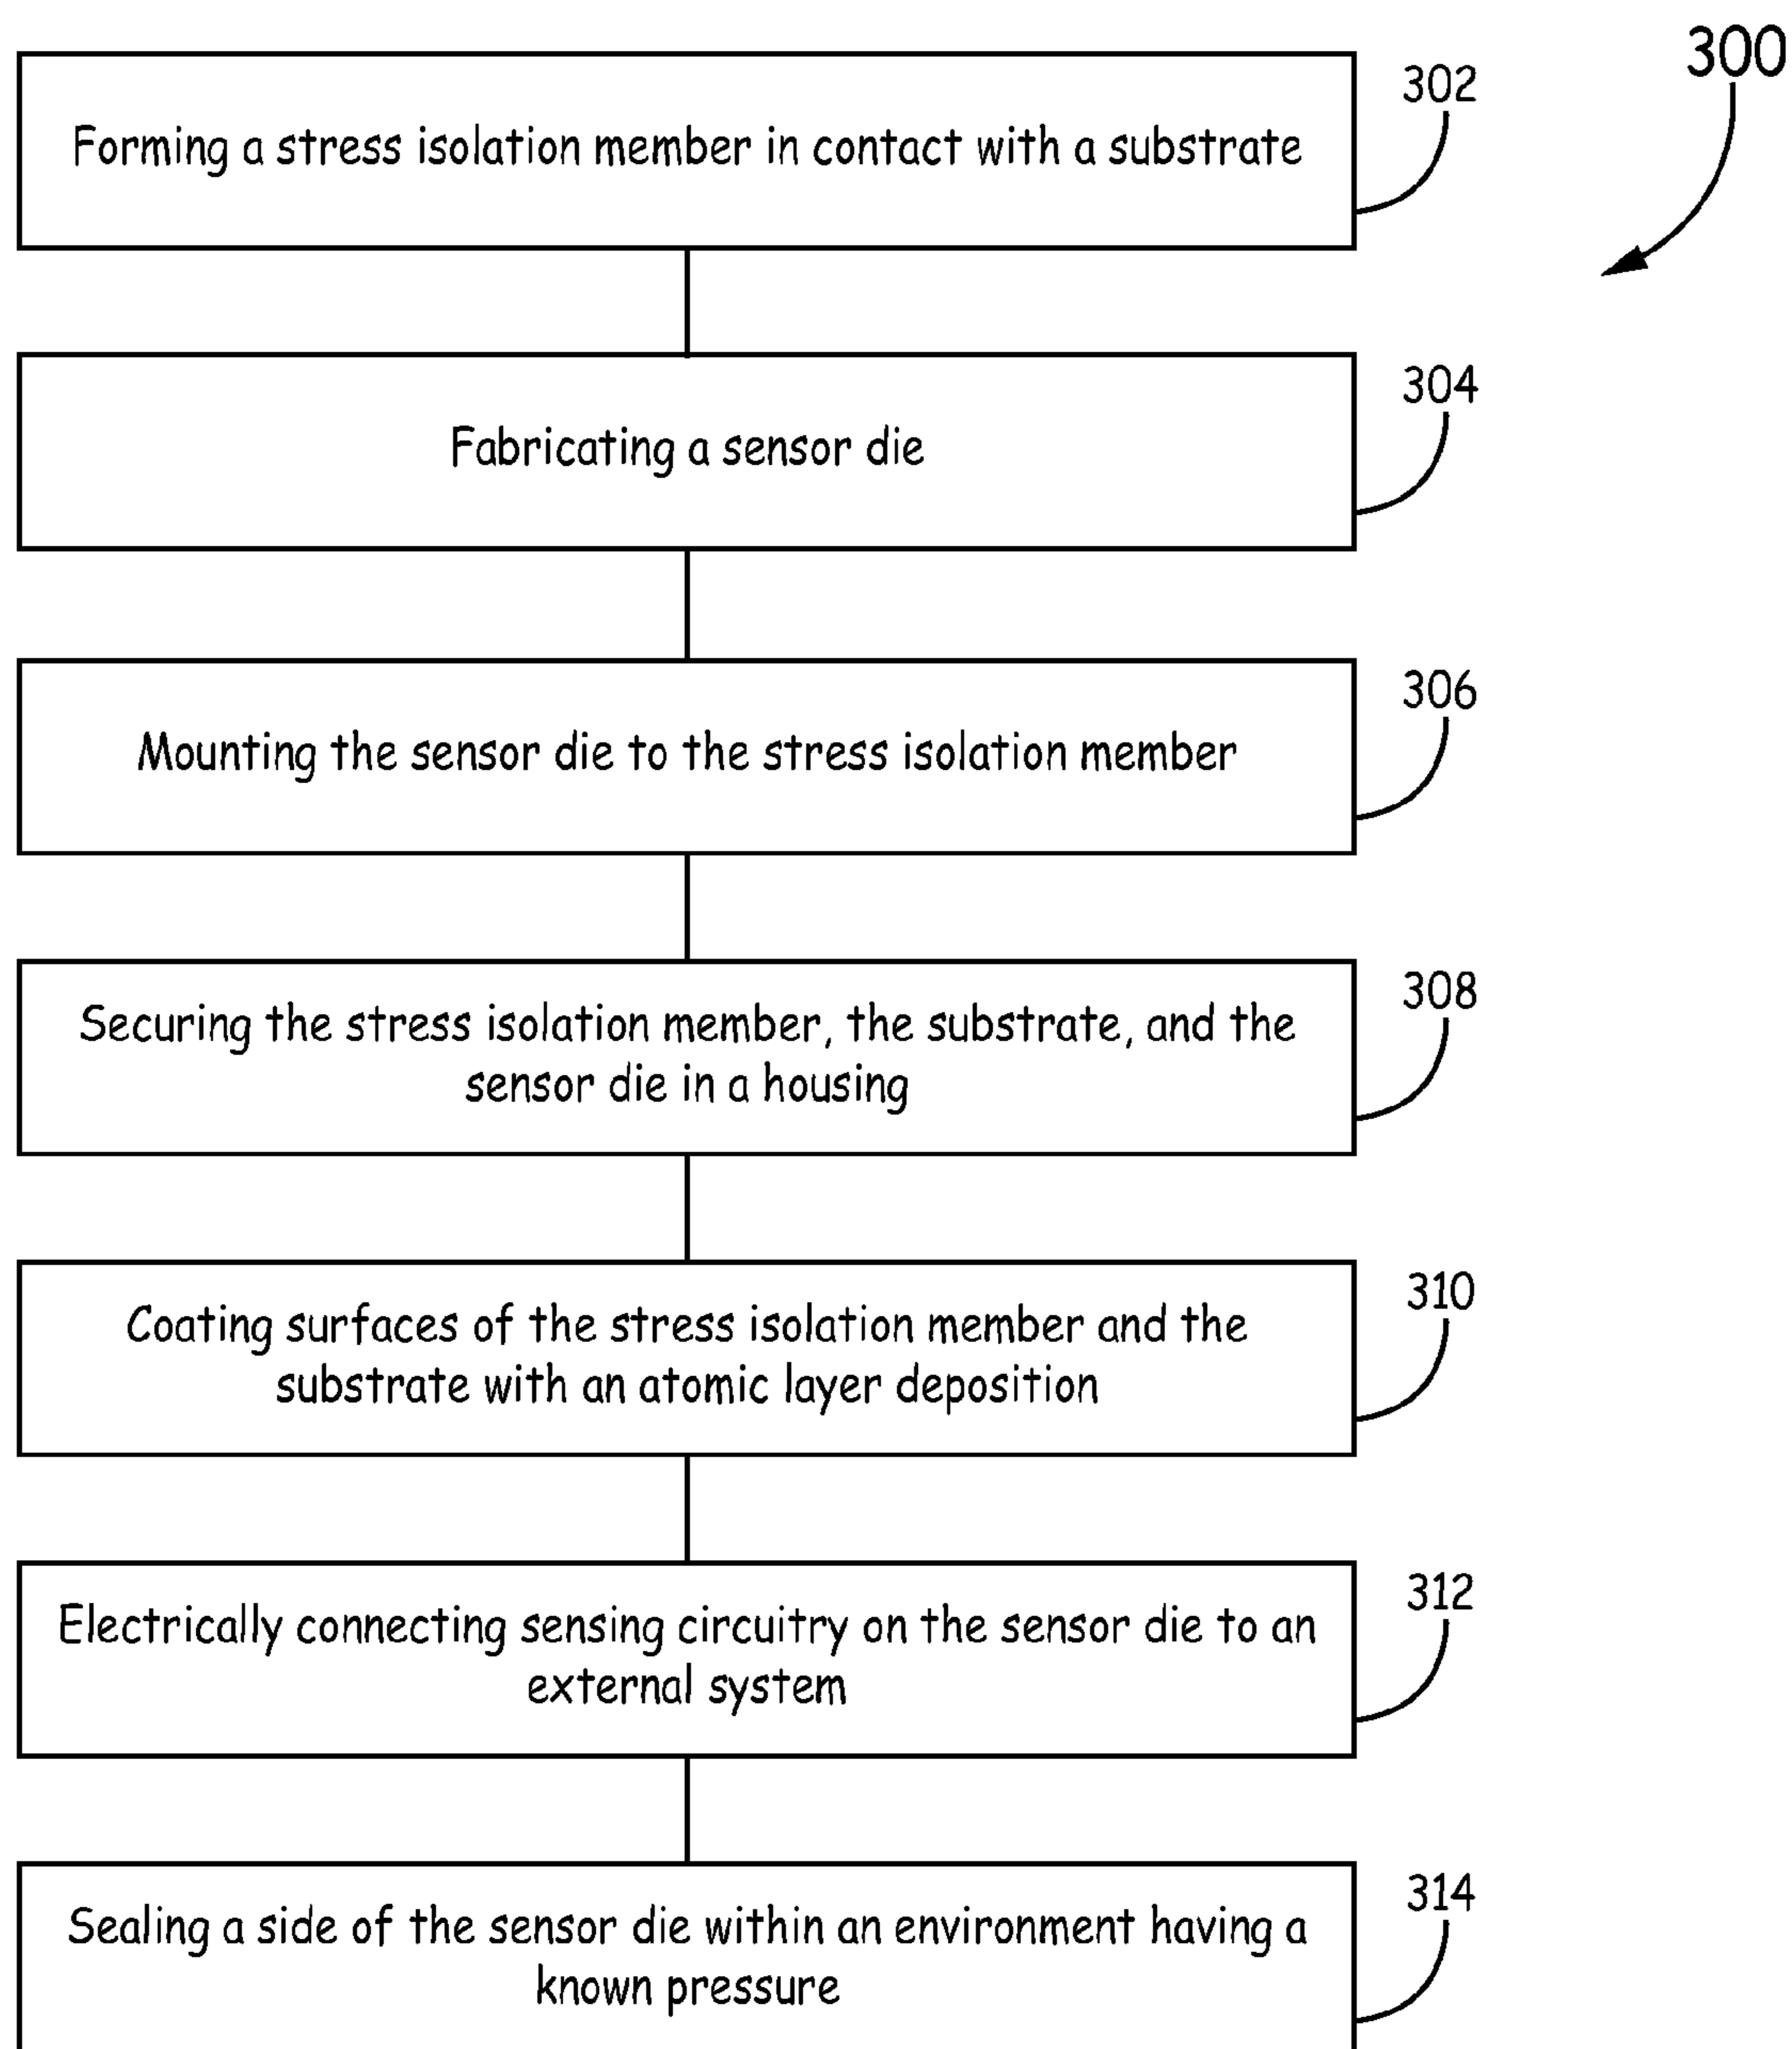 300
302
Forming a stress isolation member in contact with a substrate
304
Fabricating a sensor die
306
Mounting the sensor die to the stress isolation member
308
Securing the stress isolation member, the substrate, and the
sensor die in a housing
310
Coating surfaces of the stress isolation member and the
substrate with an atomic layer deposition
312
Electrically connecting sensing circuitry on the sensor die to an
external system
314
Sealing a side of the sensor die within an environment having a
known pressure